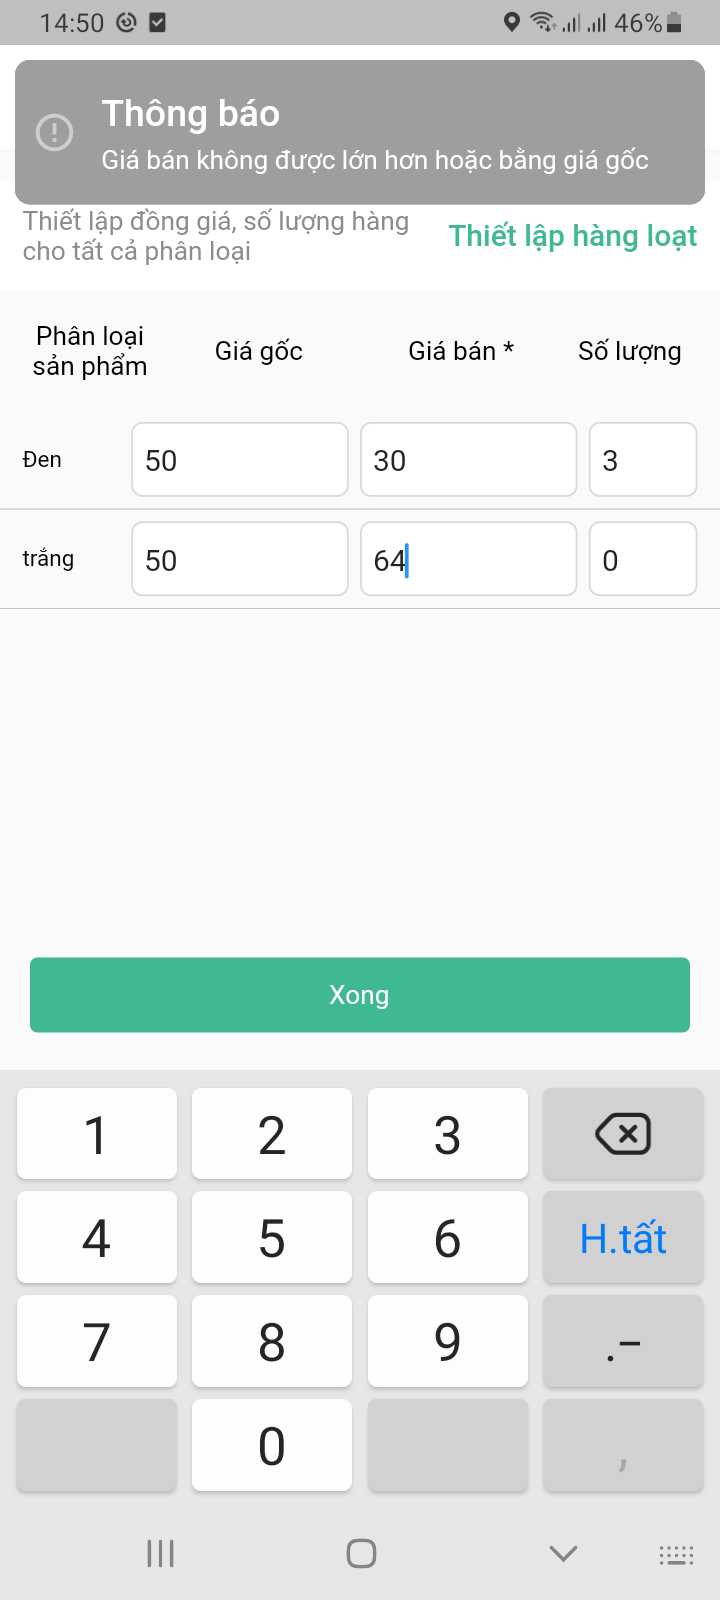 14:50
46%
Thông báo
Giá bán không được lớn hơn hoặc bằng giá gốc
Thiết lập đồng giá, số lượng hàng
cho tất cả phân loại
Thiết lập hàng loạt
Phân loại
sản phẩm
Giá gốc
Giá bán *
Số lượng
Đen
50
30
3
trắng
50
64
0
Xong
1
2
3
4
5
6
H.tất
7
8
9
.–
0
,